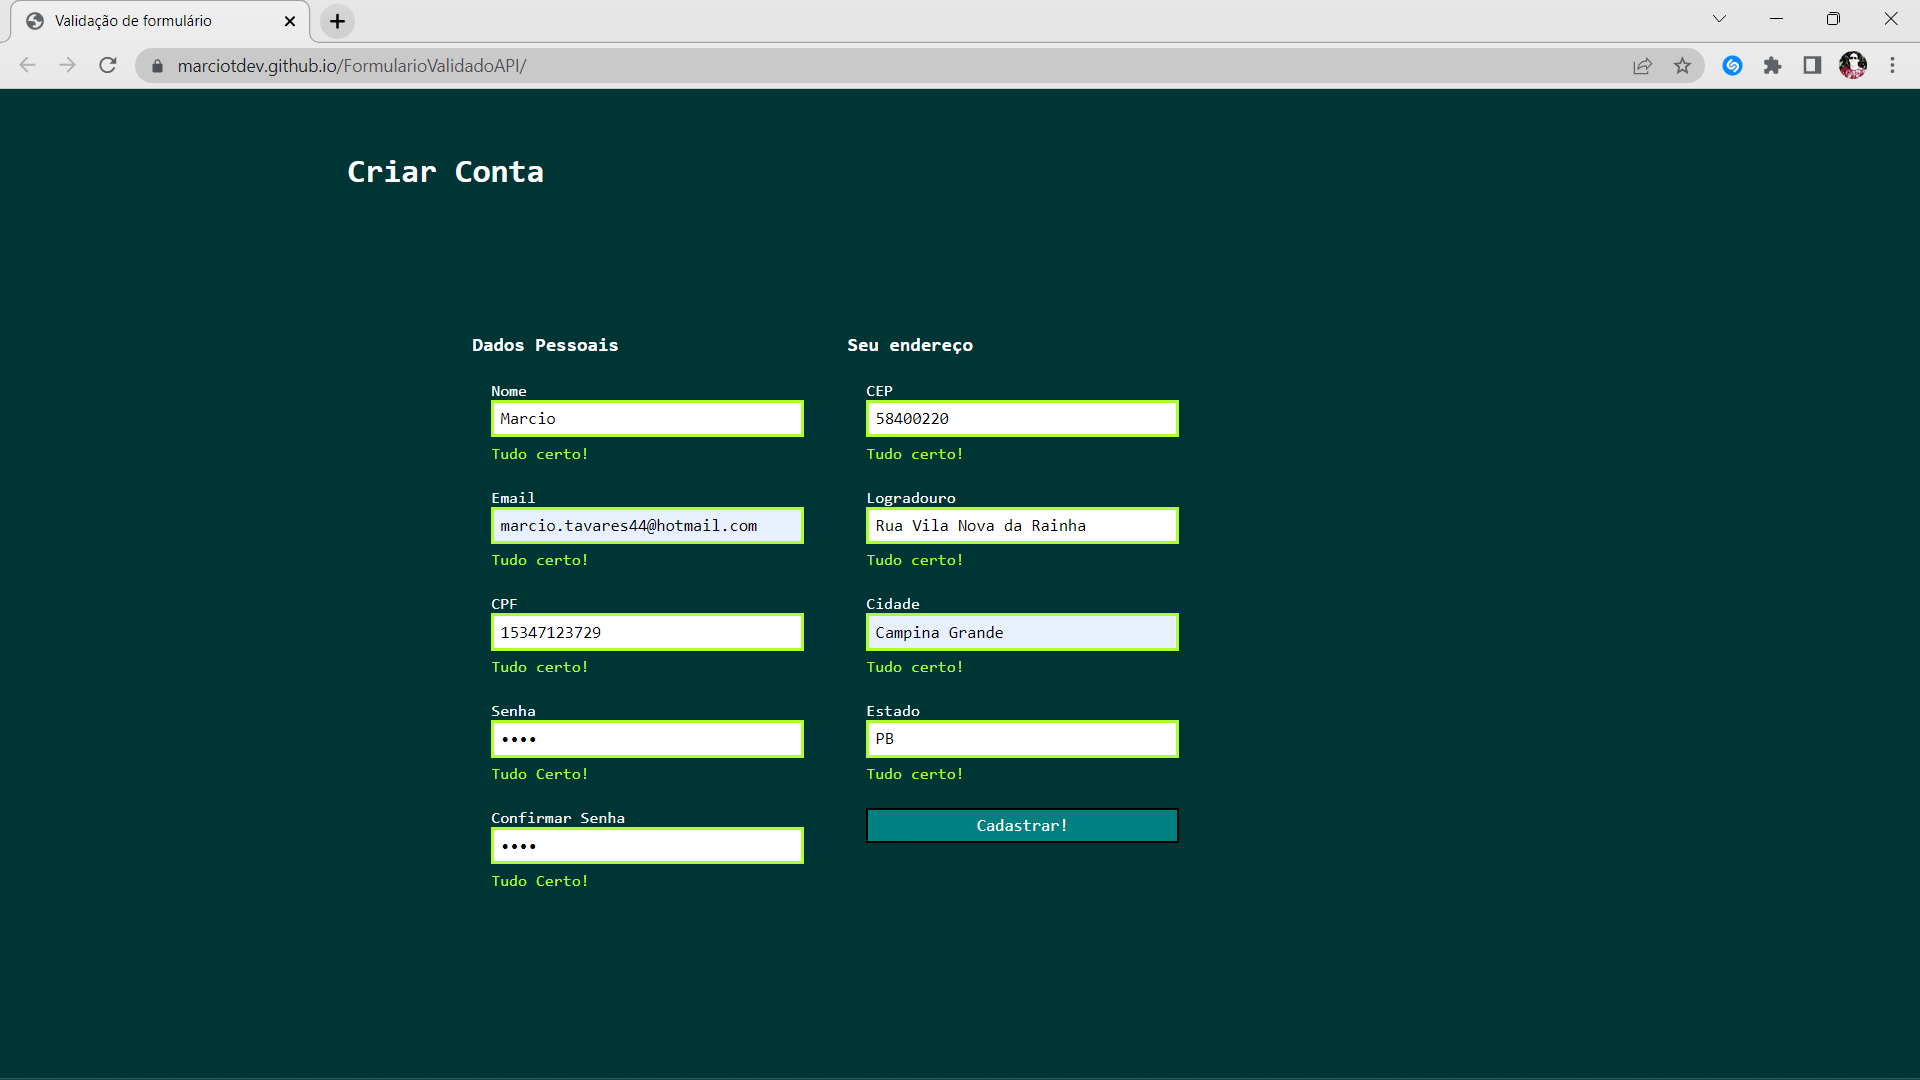 Validação de formulário
marciotdev.github.io/FormularioValidadoAPI/
Criar Conta
Dados Pessoais
Nome
Marcio
Tudo certo!
Email
marcio.tavares44@hotmail.com
Tudo certo!
CPF
15347123729
Tudo certo!
Senha
••••
Tudo Certo!
Confirmar Senha
••••
Tudo Certo!
Seu endereço
CEP
58400220
Tudo certo!
Logradouro
Rua Vila Nova da Rainha
Tudo certo!
Cidade
Campina Grande
Tudo certo!
Estado
PB
Tudo certo!
Cadastrar!